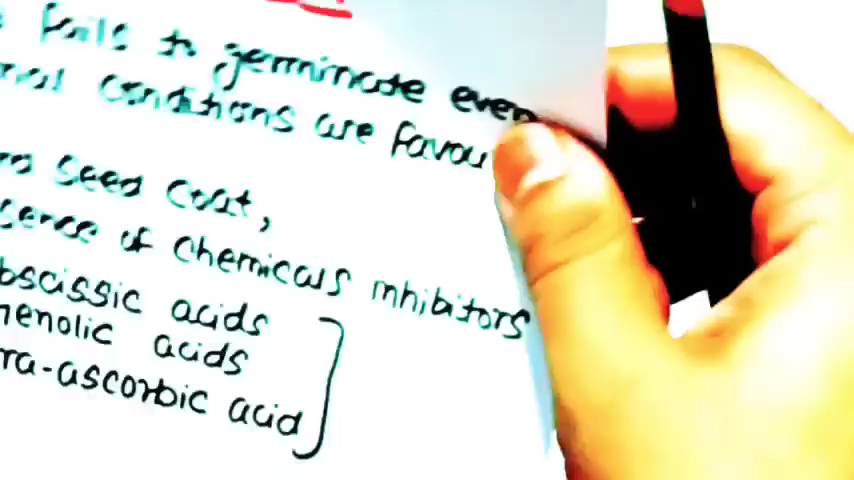 fails to germinate even
conditions are favou
seed coat,
sence of chemicals inhibitors
bscissic acids
henolic acids
ra-ascorbic acid